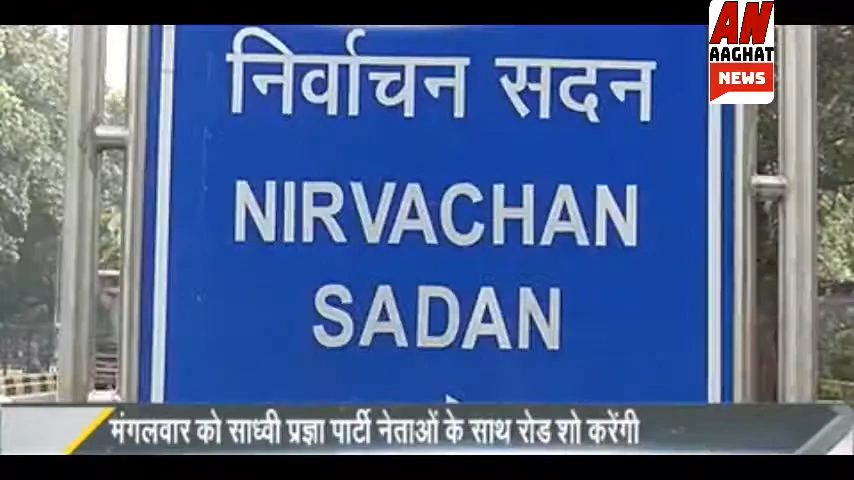 AN
AAGHAT
NEWS
निर्वाचन सदन
NIRVACHAN
SADAN
मंगलवार को साध्वी प्रज्ञा पार्टी नेताओं के साथ रोड शो करेंगी